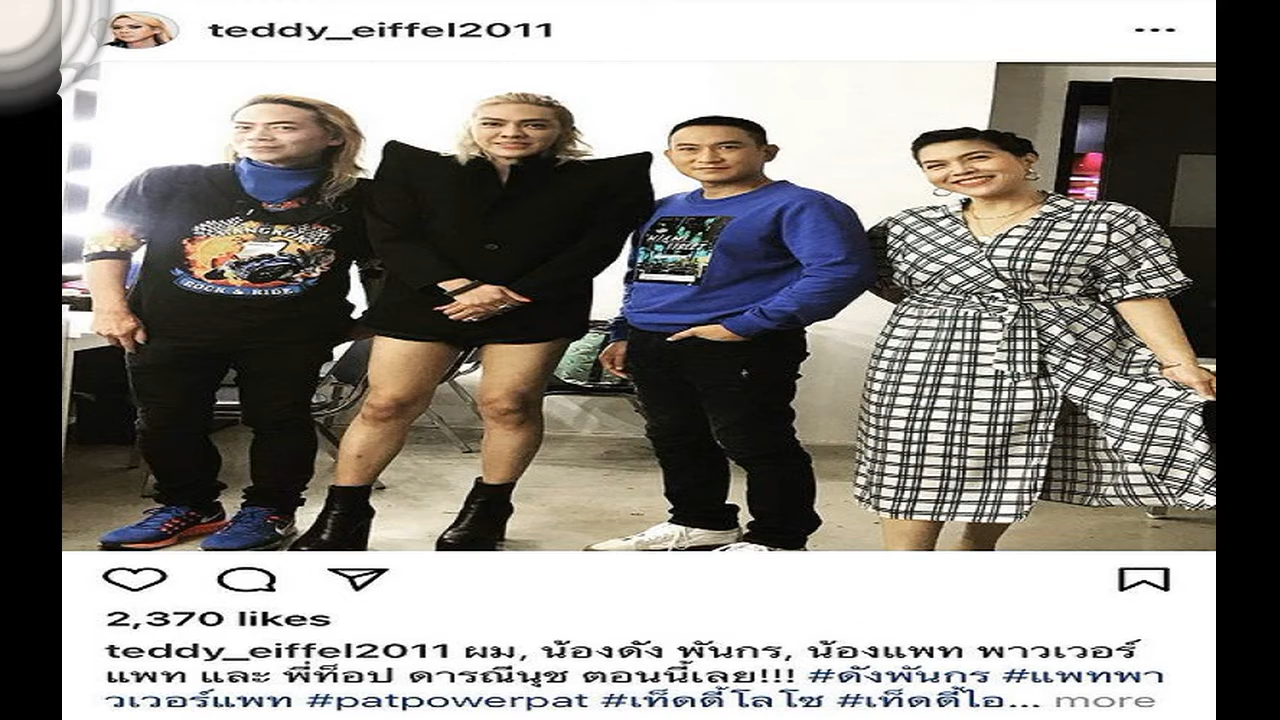 teddy_eiffel2011
ROCK & RIDE
2,370 likes
teddy_eiffel2011 ผม, น้องดัง พันกร, น้องแพท พาวเวอร์
แพท และ พี่ท็อป ดารณีนุช ตอนนี้เลย!!! #ดังพันกร #แพทพา
วเวอร์แพท #patpowerpat #เท็ดดี้โลโซ #เท็ดดี้ไอ... more